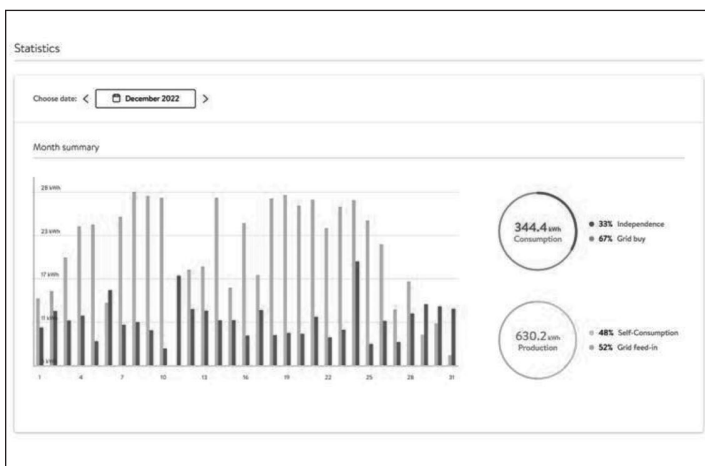 Statistics
Choose date:
December 2022
Month summary
29 kWh
23 kWh
17 kWh
11 kWh
1 4 7 10 13 16 19 22 25 28 31
344.4 kWh
Consumption
33% Independence
67% Grid buy
630.2 kWh
Production
48% Self-Consumption
52% Grid feed-in